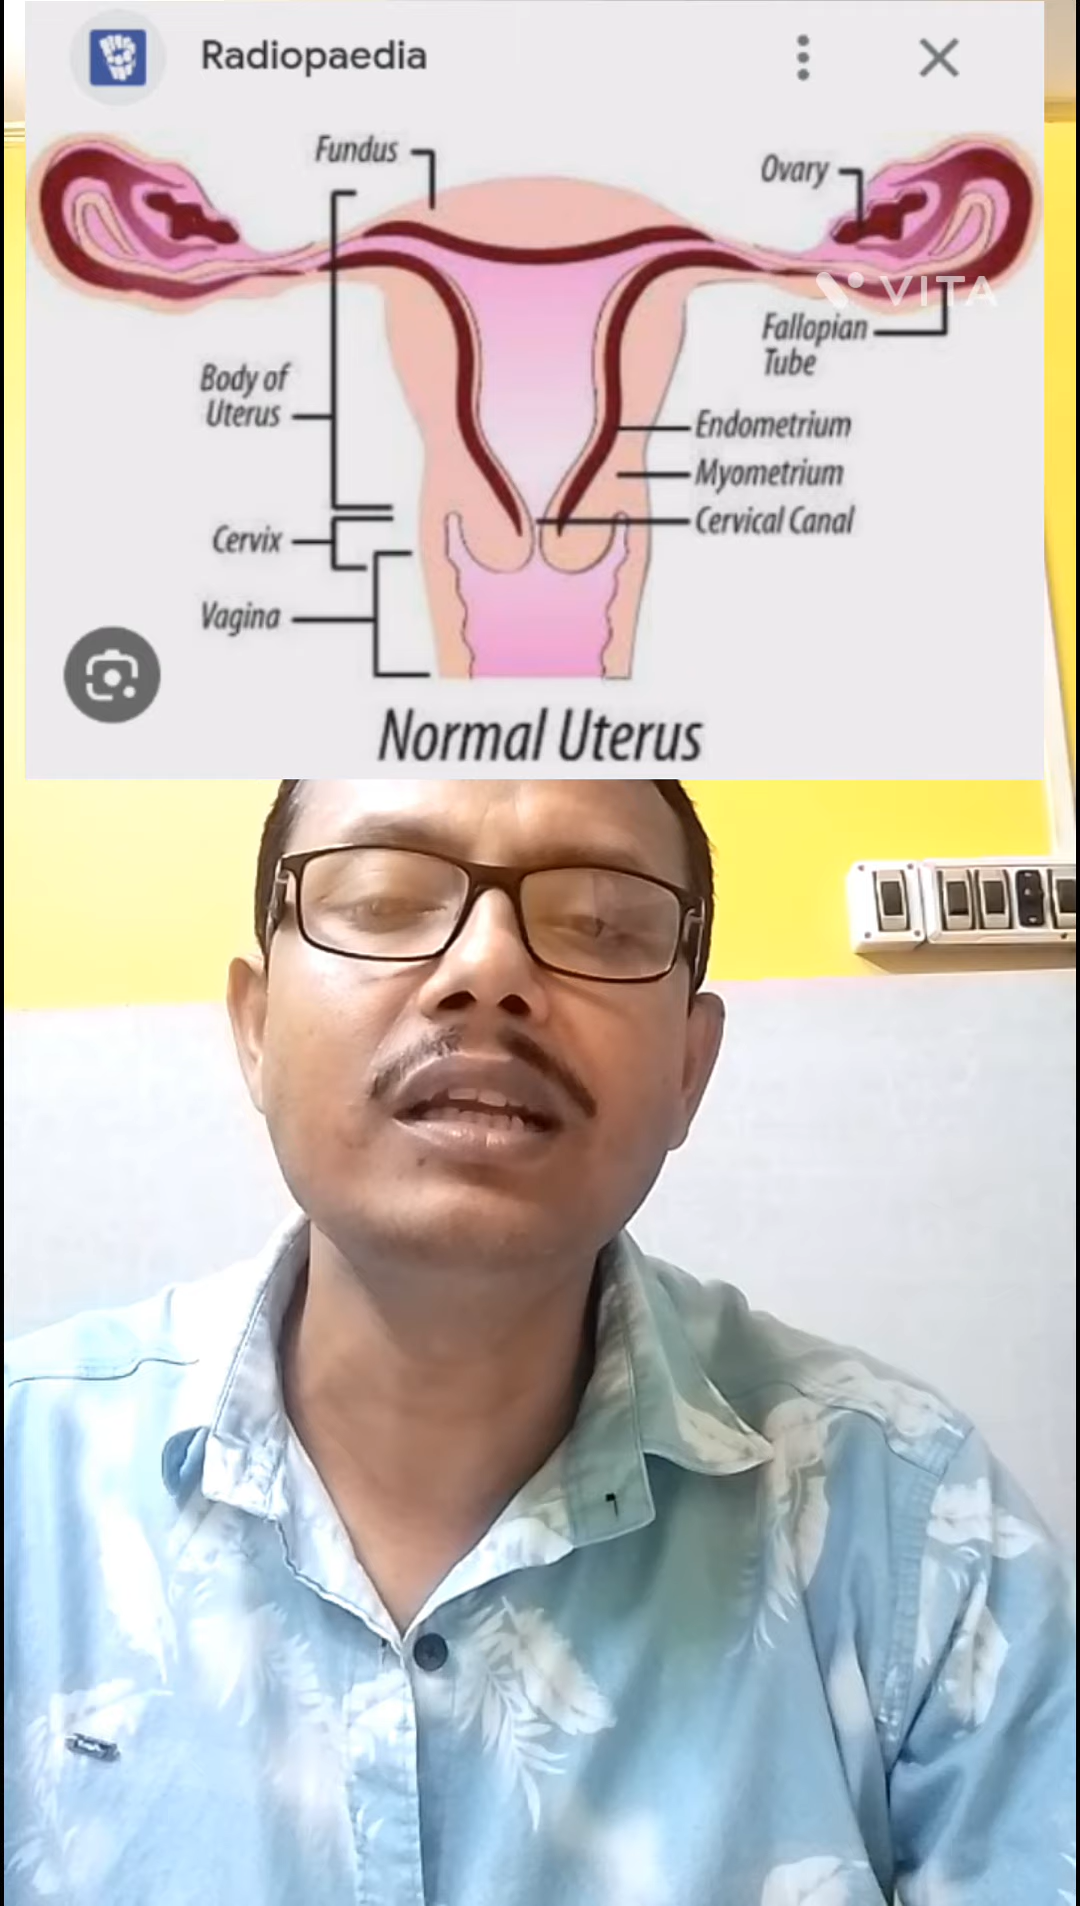 Radiopaedia
Fundus
Ovary
VITA
Fallopian
Tube
Body of
Uterus
Endometrium
Myometrium
Cervical Canal
Cervix
Vagina
Normal Uterus